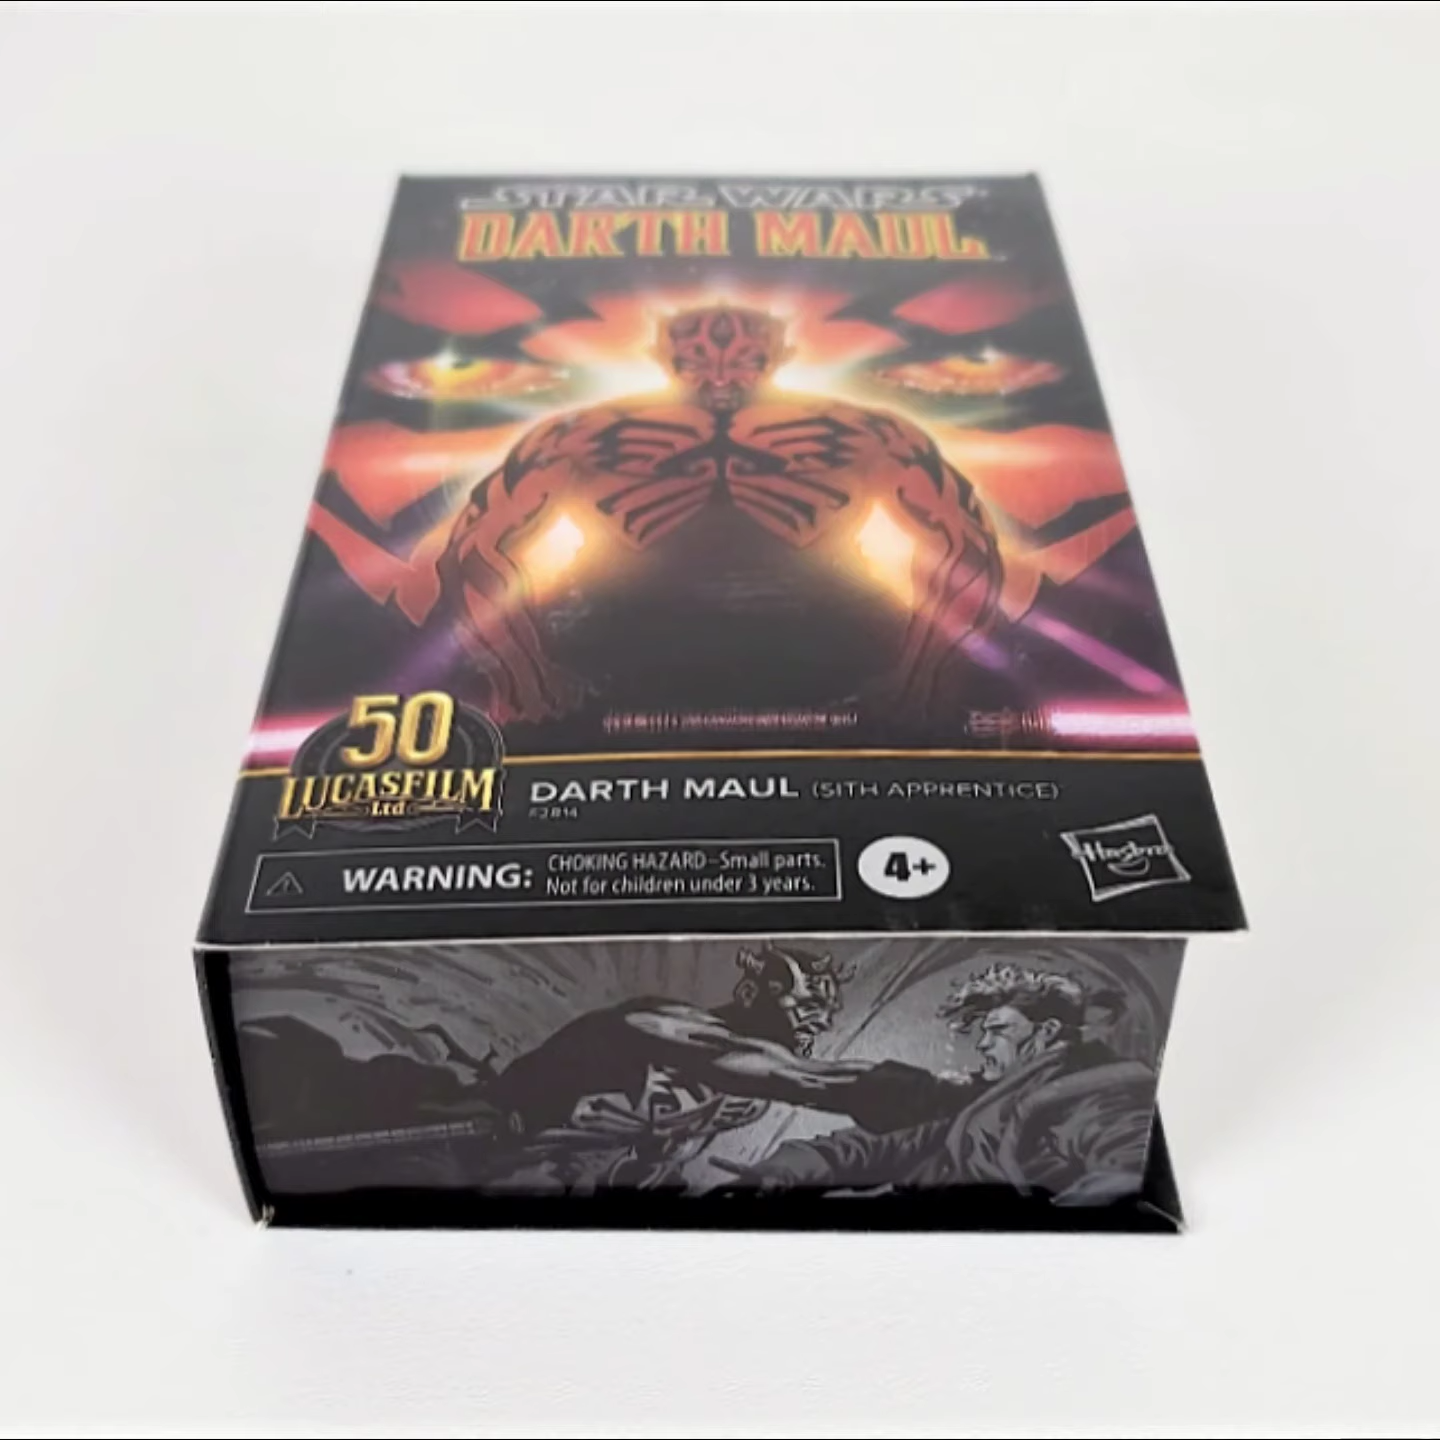 STAR WARS
DARTH MAUL
50
LUCASFILM
Ltd
DARTH MAUL (SITH APPRENTICE)
F2814
WARNING:
CHOKING HAZARD–Small parts.
Not for children under 3 years.
4+
Hasbro